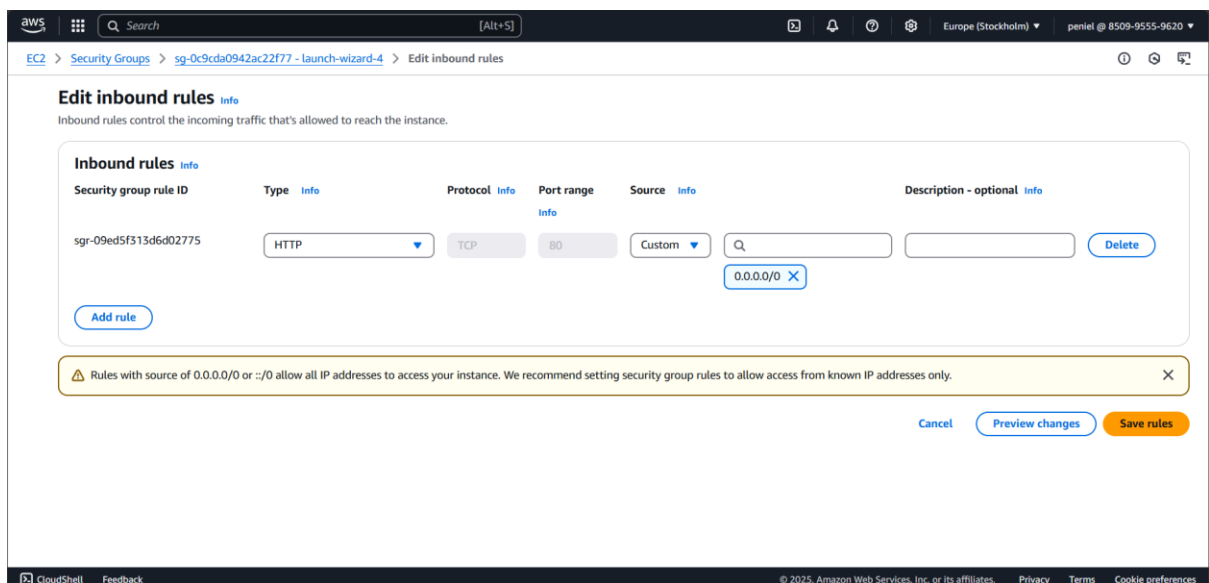 aws Search [Alt+S] Europe (Stockholm) peniel @ 8509-9555-9620
EC2 > Security Groups > sg-0c9cda0942ac22f77 - launch-wizard-4 > Edit inbound rules
Edit inbound rules Info
Inbound rules control the incoming traffic that's allowed to reach the instance.
Inbound rules Info
Security group rule ID Type Info Protocol Info Port range Source Info Description - optional Info
Info
sgr-09ed5f313d6d02775 HTTP TCP 80 Custom Delete
0.0.0.0/0
Add rule
Rules with source of 0.0.0.0/0 or ::/0 allow all IP addresses to access your instance. We recommend setting security group rules to allow access from known IP addresses only.
Cancel Preview changes Save rules
CloudShell Feedback © 2025, Amazon Web Services, Inc. or its affiliates. Privacy Terms Cookie preferences